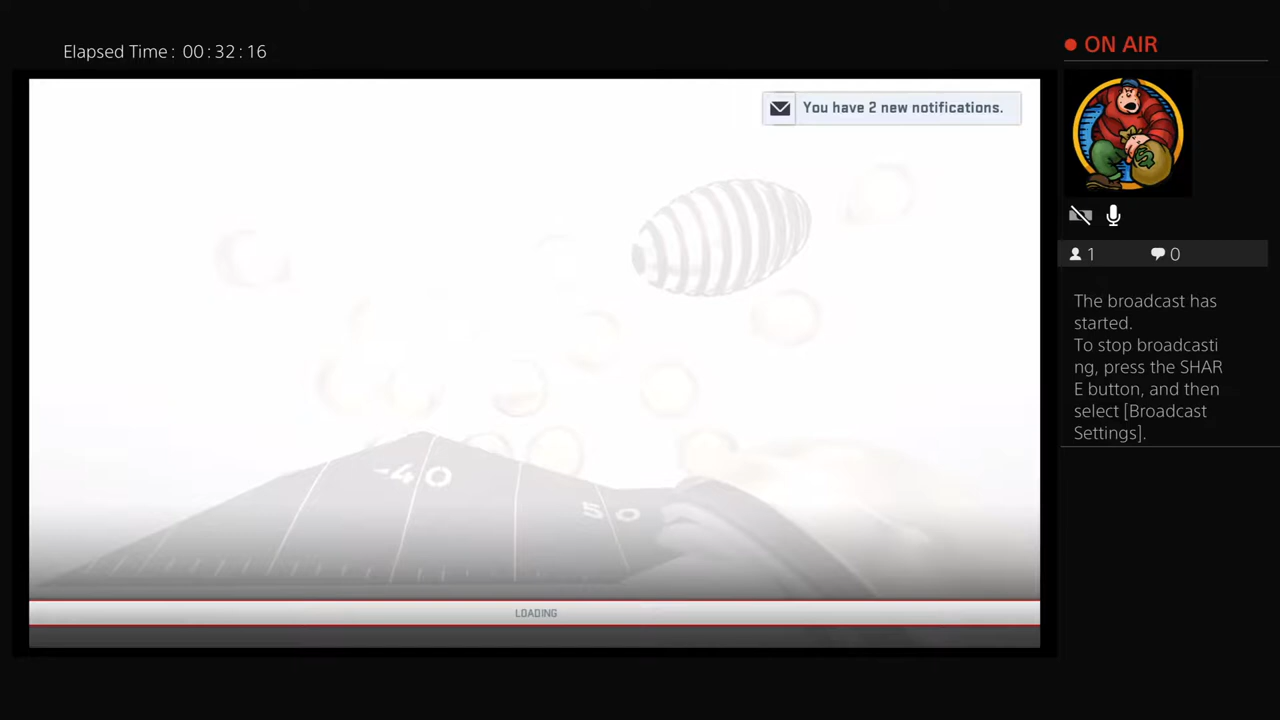 Elapsed Time: 00:32:16
ON AIR
You have 2 new notifications.
1
0
The broadcast has
started.
To stop broadcasti
ng, press the SHAR
E button, and then
select [Broadcast
Settings].
-40
50
LOADING